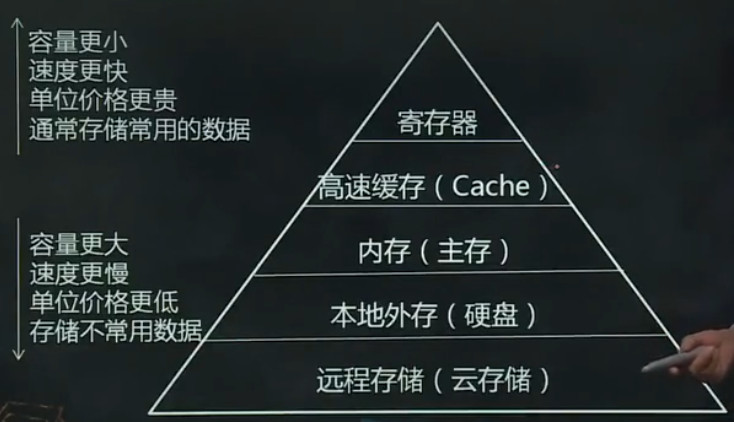 容量更小
速度更快
单位价格更贵
通常存储常用的数据
容量更大
速度更慢
单位价格更低
存储不常用数据
寄存器
高速缓存（Cache）
内存（主存）
本地外存（硬盘）
远程存储（云存储）